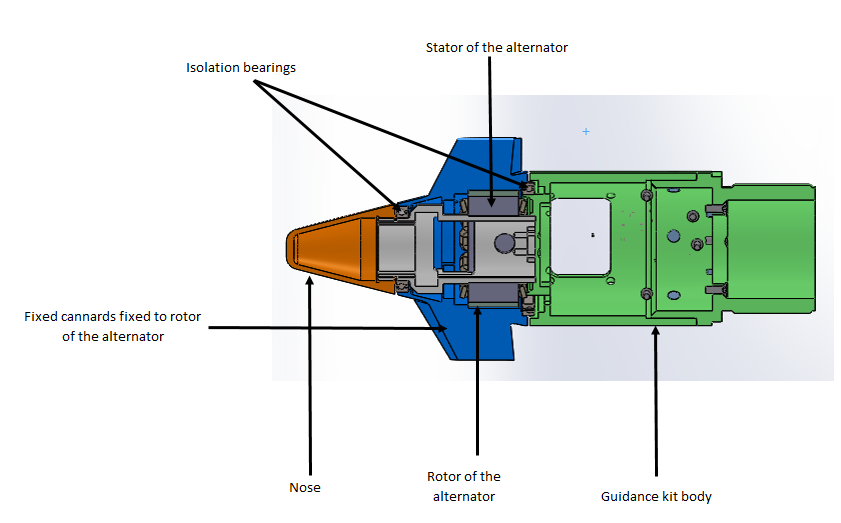 Stator of the alternator
Isolation bearings
Fixed cannards fixed to rotor
of the alternator
Nose
Rotor of the
alternator
Guidance kit body